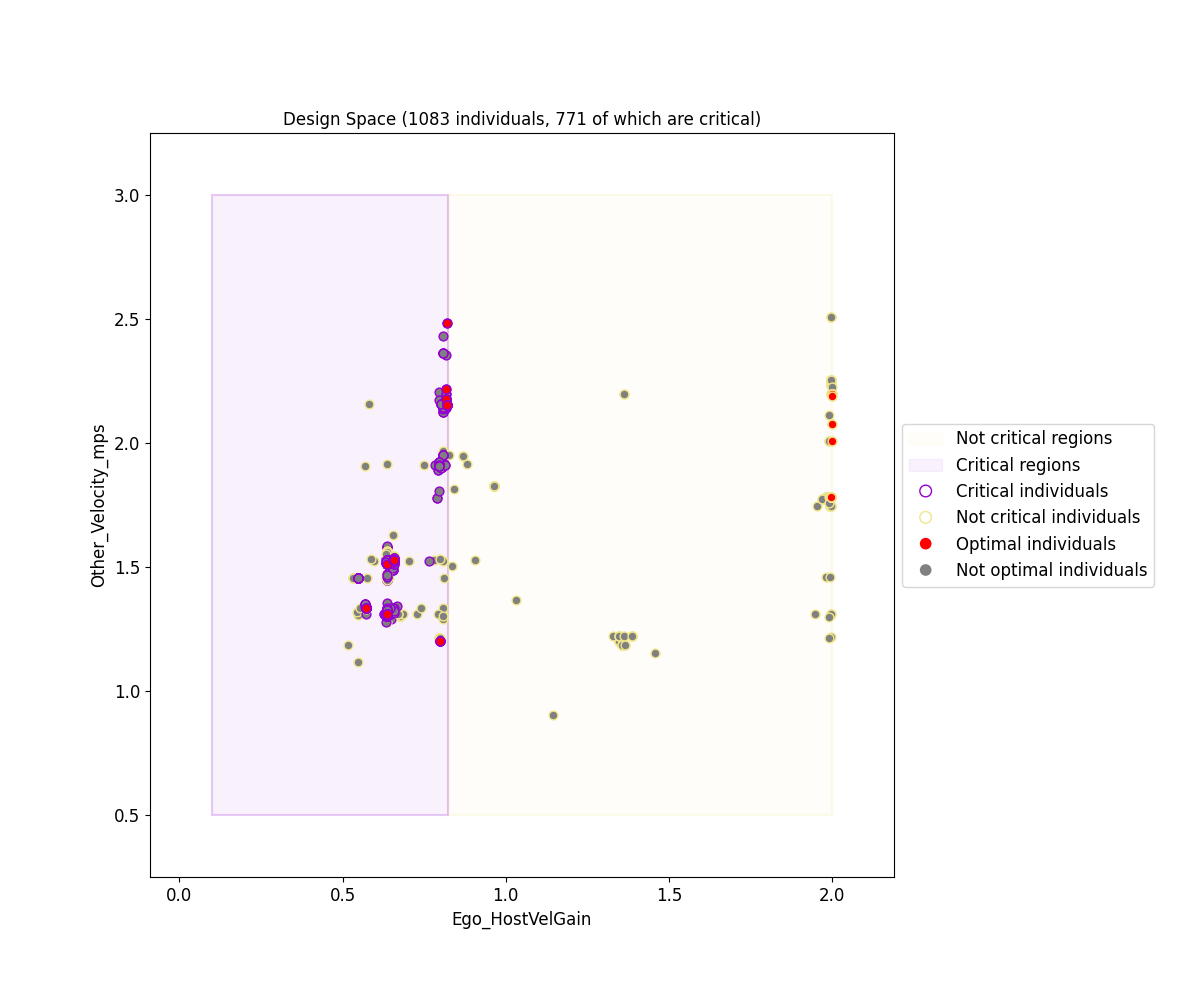 Design Space (1083 individuals, 771 of which are critical)
3.0
2.5
2.0
1.5
1.0
0.5
Other_Velocity_mps
0.0 0.5 1.0 1.5 2.0
Ego_HostVelGain
Not critical regions
Critical regions
Critical individuals
Not critical individuals
Optimal individuals
Not optimal individuals